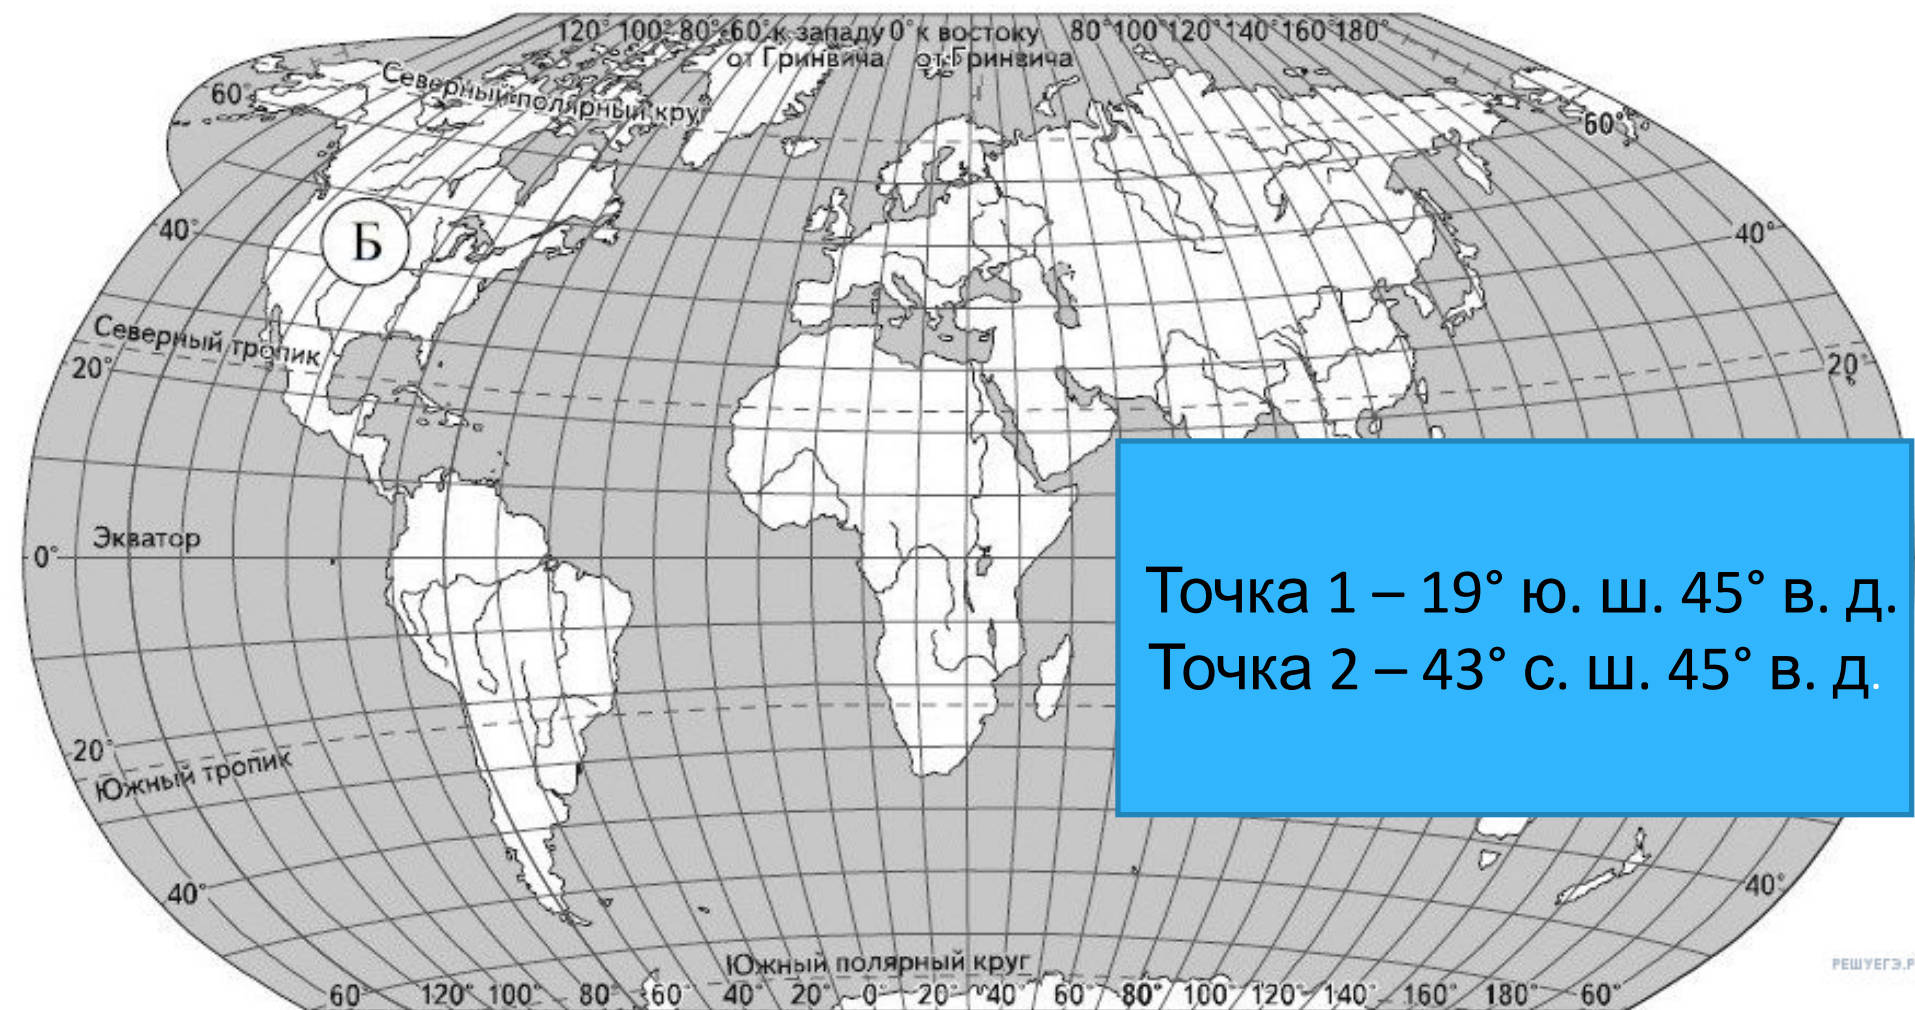 120° 100° 80° 60° к западу 0° к востоку 80° 100° 120° 140° 160° 180°
от Гринвича от Гринвича
Северный полярный круг
60°
60°
Б
40°
40°
Северный тропик
20°
20°
Экватор
0°
Точка 1 – 19° ю. ш. 45° в. д.
Точка 2 – 43° с. ш. 45° в. д.
20°
Южный тропик
40°
40°
Южный полярный круг
РЕШУЕГЭ.Р
60° 120° 100° 80° 60° 40° 20° 0° 20° 40° 60° 80° 100° 120° 140° 160° 180° 60°